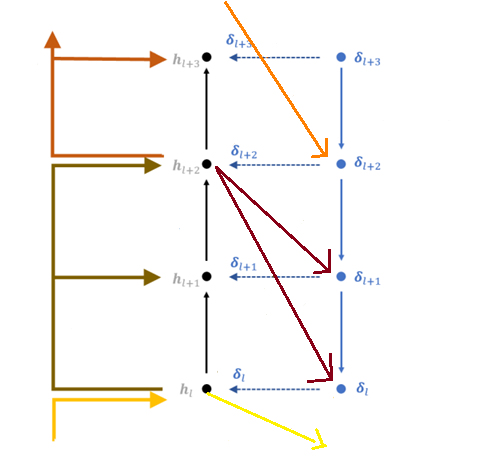 h_{l+3} δ_{l+3} δ_{l+3}
h_{l+2} δ_{l+2} δ_{l+2}
h_{l+1} δ_{l+1} δ_{l+1}
h_l δ_l δ_l